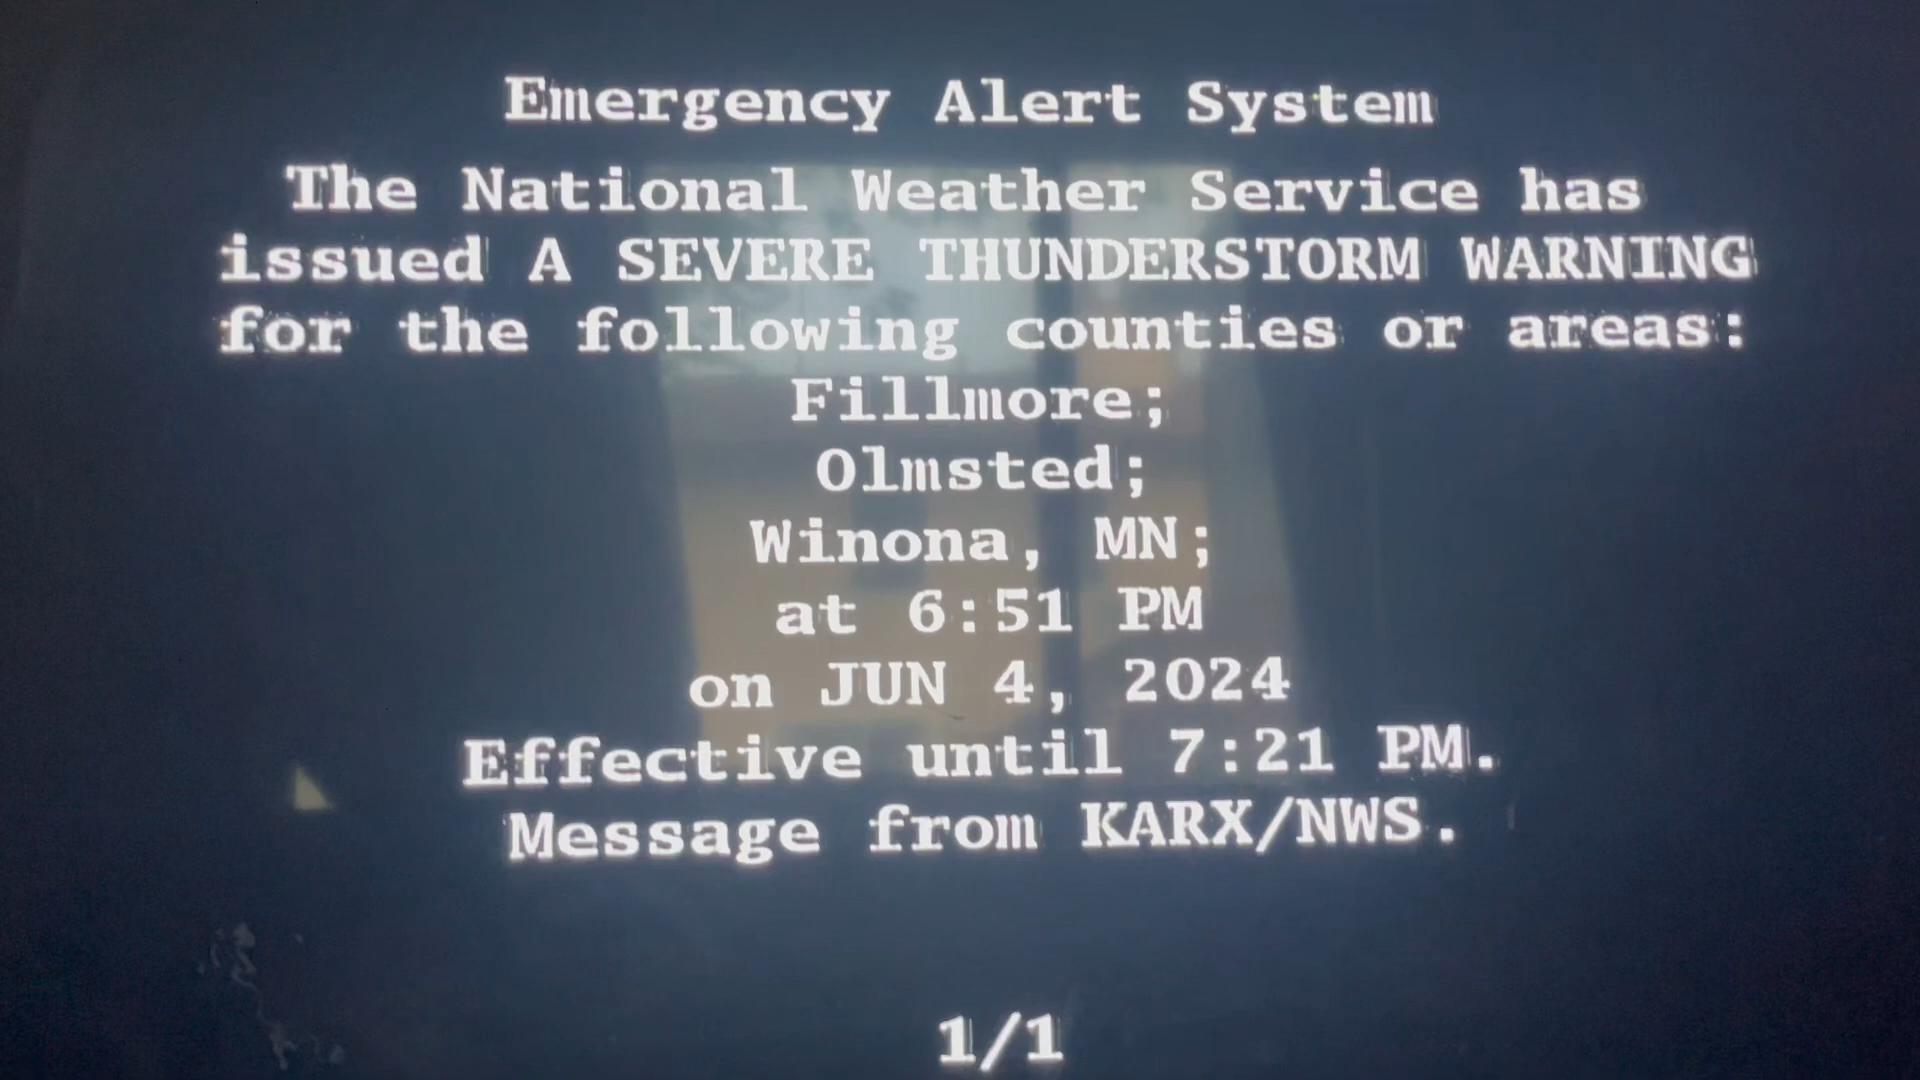 Emergency Alert System
The National Weather Service has
issued A SEVERE THUNDERSTORM WARNING
for the following counties or areas:
Fillmore;
Olmsted;
Winona, MN;
at 6:51 PM
on JUN 4, 2024
Effective until 7:21 PM.
Message from KARX/NWS.
1/1